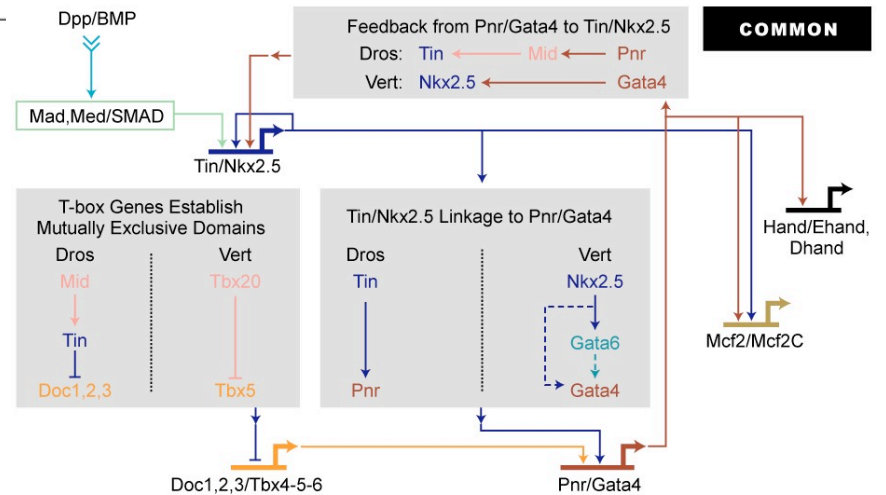 Dpp/BMP
Feedback from Pnr/Gata4 to Tin/Nkx2.5
COMMON
Dros: Tin Mid Pnr
Vert: Nkx2.5 Gata4
Mad,Med/SMAD
Tin/Nkx2.5
T-box Genes Establish
Mutually Exclusive Domains
Dros Vert
Mid Tbx20
Tin
Doc1,2,3 Tbx5
Tin/Nkx2.5 Linkage to Pnr/Gata4
Dros Vert
Tin Nkx2.5
Gata6
Pnr Gata4
Hand/Ehand,
Dhand
Mcf2/Mcf2C
Doc1,2,3/Tbx4-5-6
Pnr/Gata4